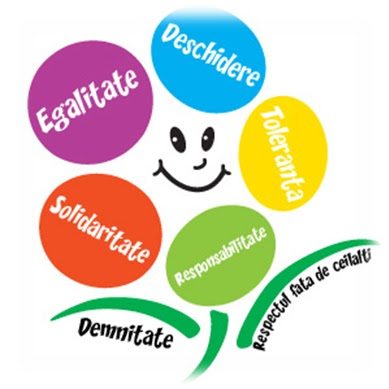 Deschidere
Egalitate
Toleranta
Solidaritate
Responsabilitate
Demnitate
Respectul fata de ceilalti